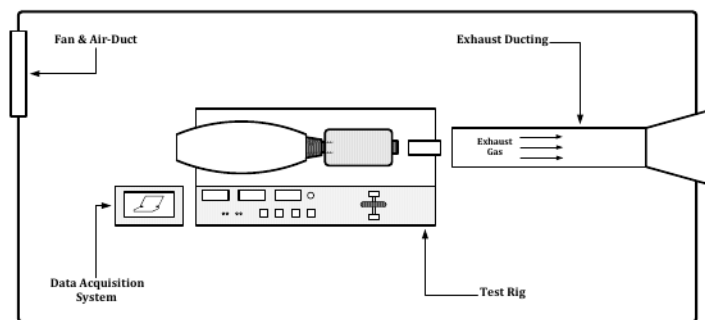 Fan & Air-Duct
Exhaust Ducting
Exhaust
Gas
Data Acquisition
System
Test Rig